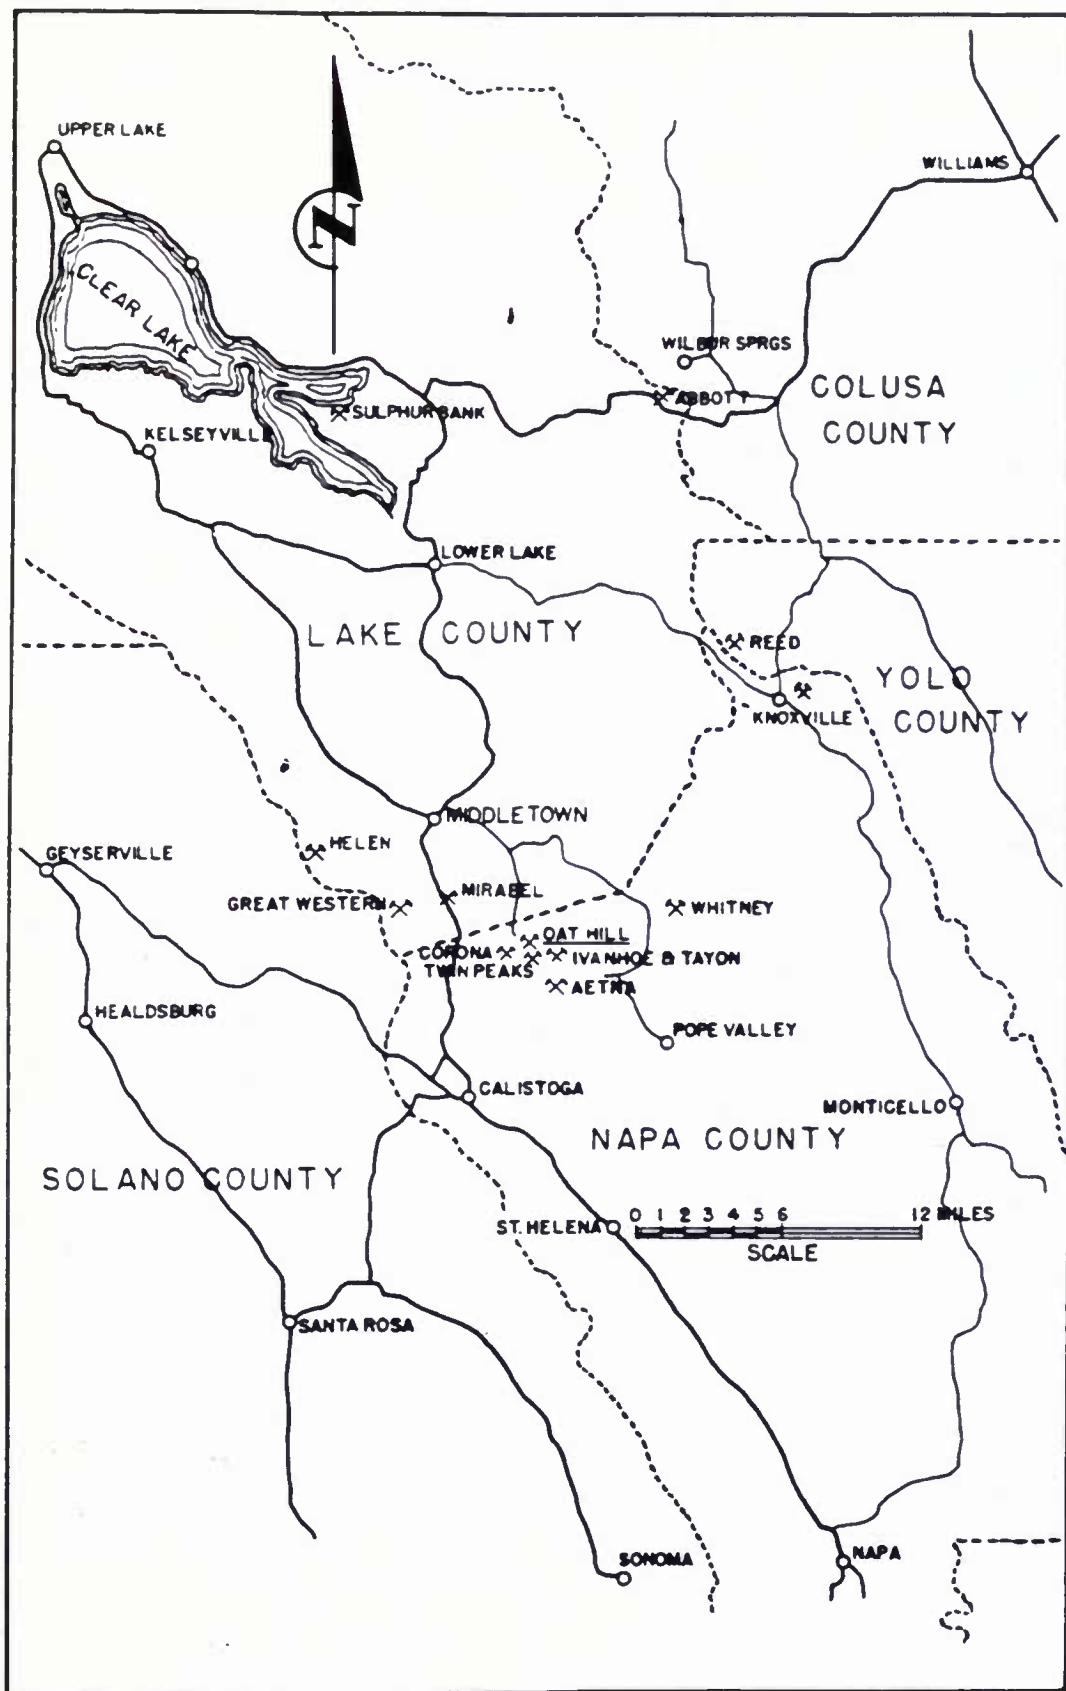 UPPER LAKE
WILLIAMS
N
CLEAR LAKE
WILBUR SPRGS
ABBOTT
COLUSA
COUNTY
SULPHUR BANK
KELSEYVILLE
LOWER LAKE
LAKE COUNTY
REED
YOLO
COUNTY
KNOXVILLE
MIDDLETOWN
HELEN
GEYSERVILLE
MIRABEL
GREAT WESTERN
WHITNEY
OAT HILL
CORONA
IVANHOE & TAYON
TWIN PEAKS
AETNA
HEALDSBURG
POPE VALLEY
CALISTOGA
MONTICELLO
NAPA COUNTY
SOLANO COUNTY
0 1 2 3 4 5 6 12 MILES
ST. HELENA
SCALE
SANTA ROSA
SONOMA
NAPA